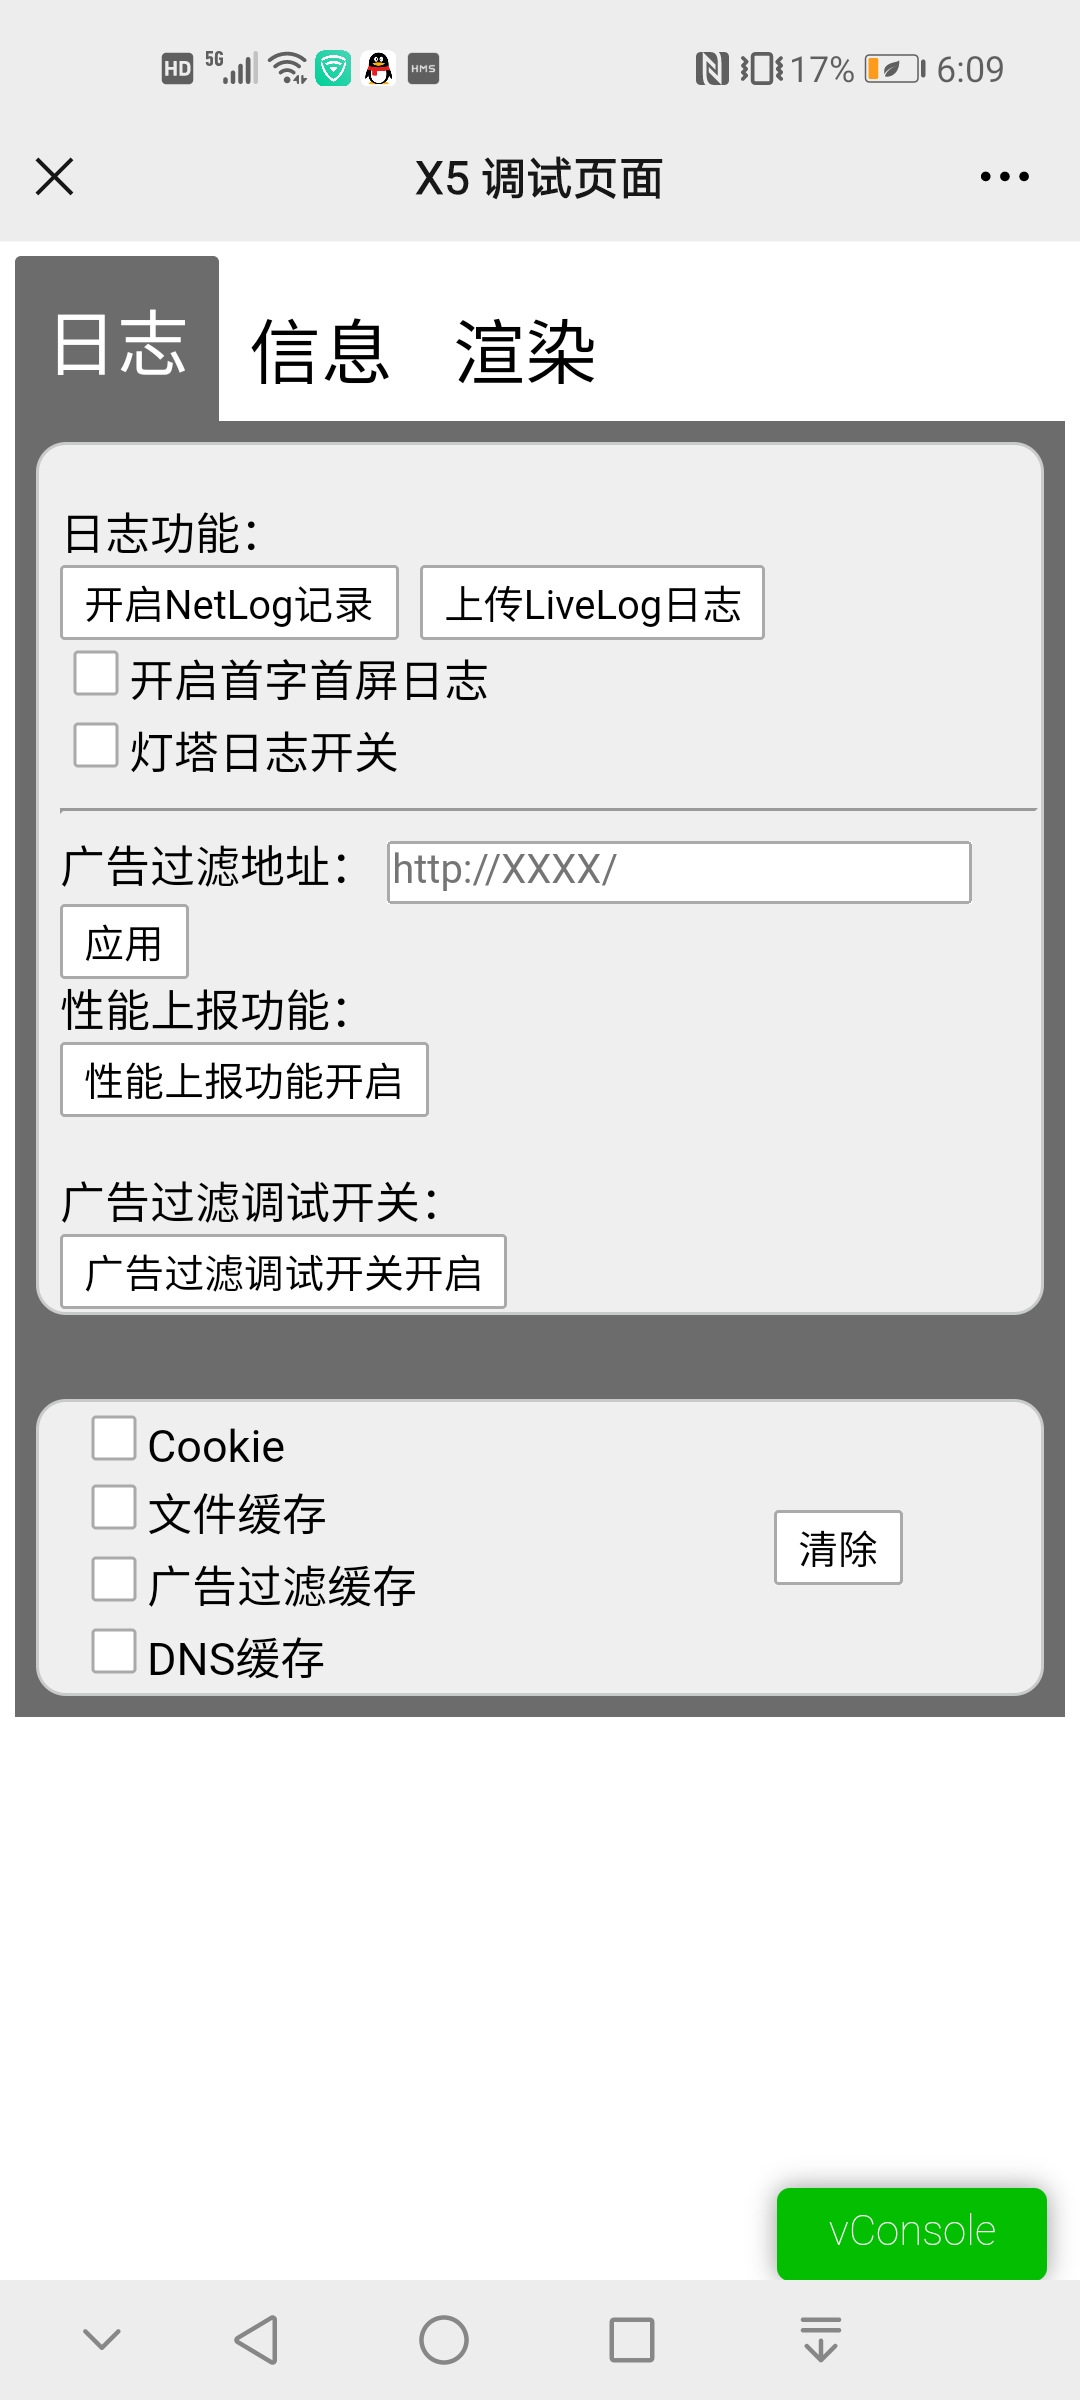 HD 5G HMS 17% 6:09
X5 调试页面
日志 信息 渲染
日志功能：
开启NetLog记录 上传LiveLog日志
开启首字首屏日志
灯塔日志开关
广告过滤地址： http://XXXX/
应用
性能上报功能：
性能上报功能开启
广告过滤调试开关：
广告过滤调试开关开启
Cookie
文件缓存
清除
广告过滤缓存
DNS缓存
vConsole